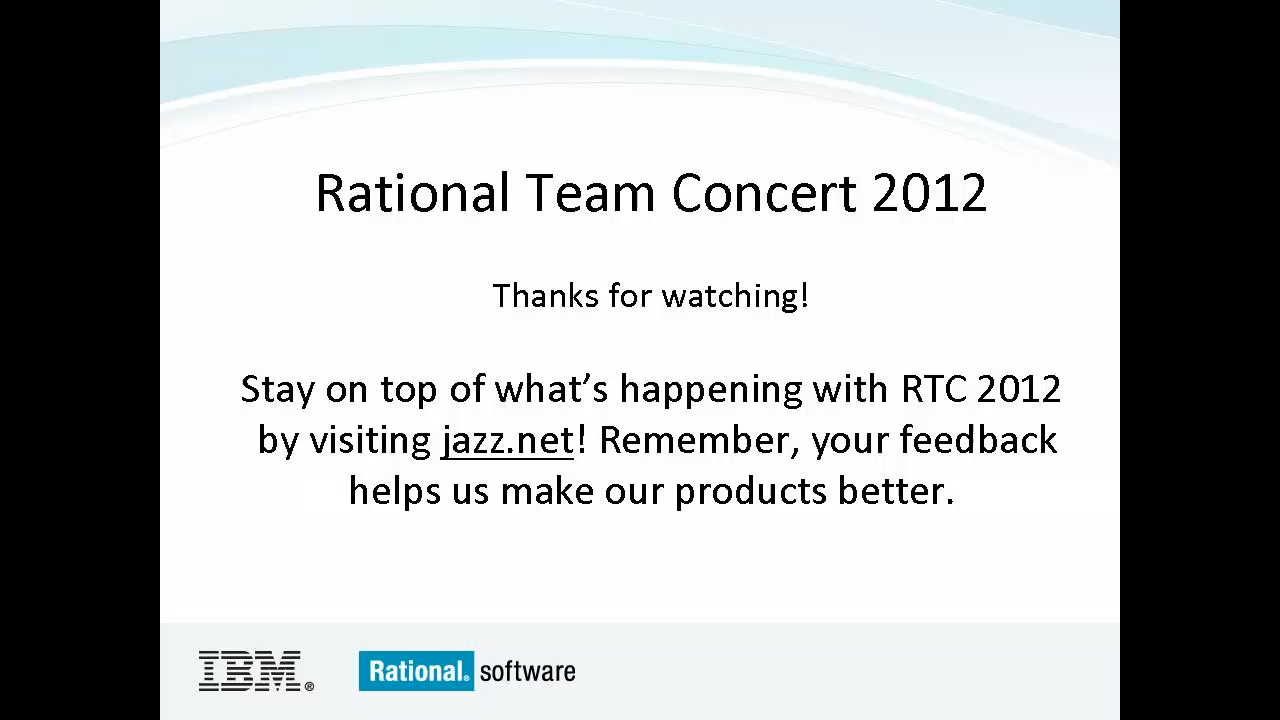 Rational Team Concert 2012
Thanks for watching!
Stay on top of what’s happening with RTC 2012
by visiting jazz.net! Remember, your feedback
helps us make our products better.
IBM® Rational® software